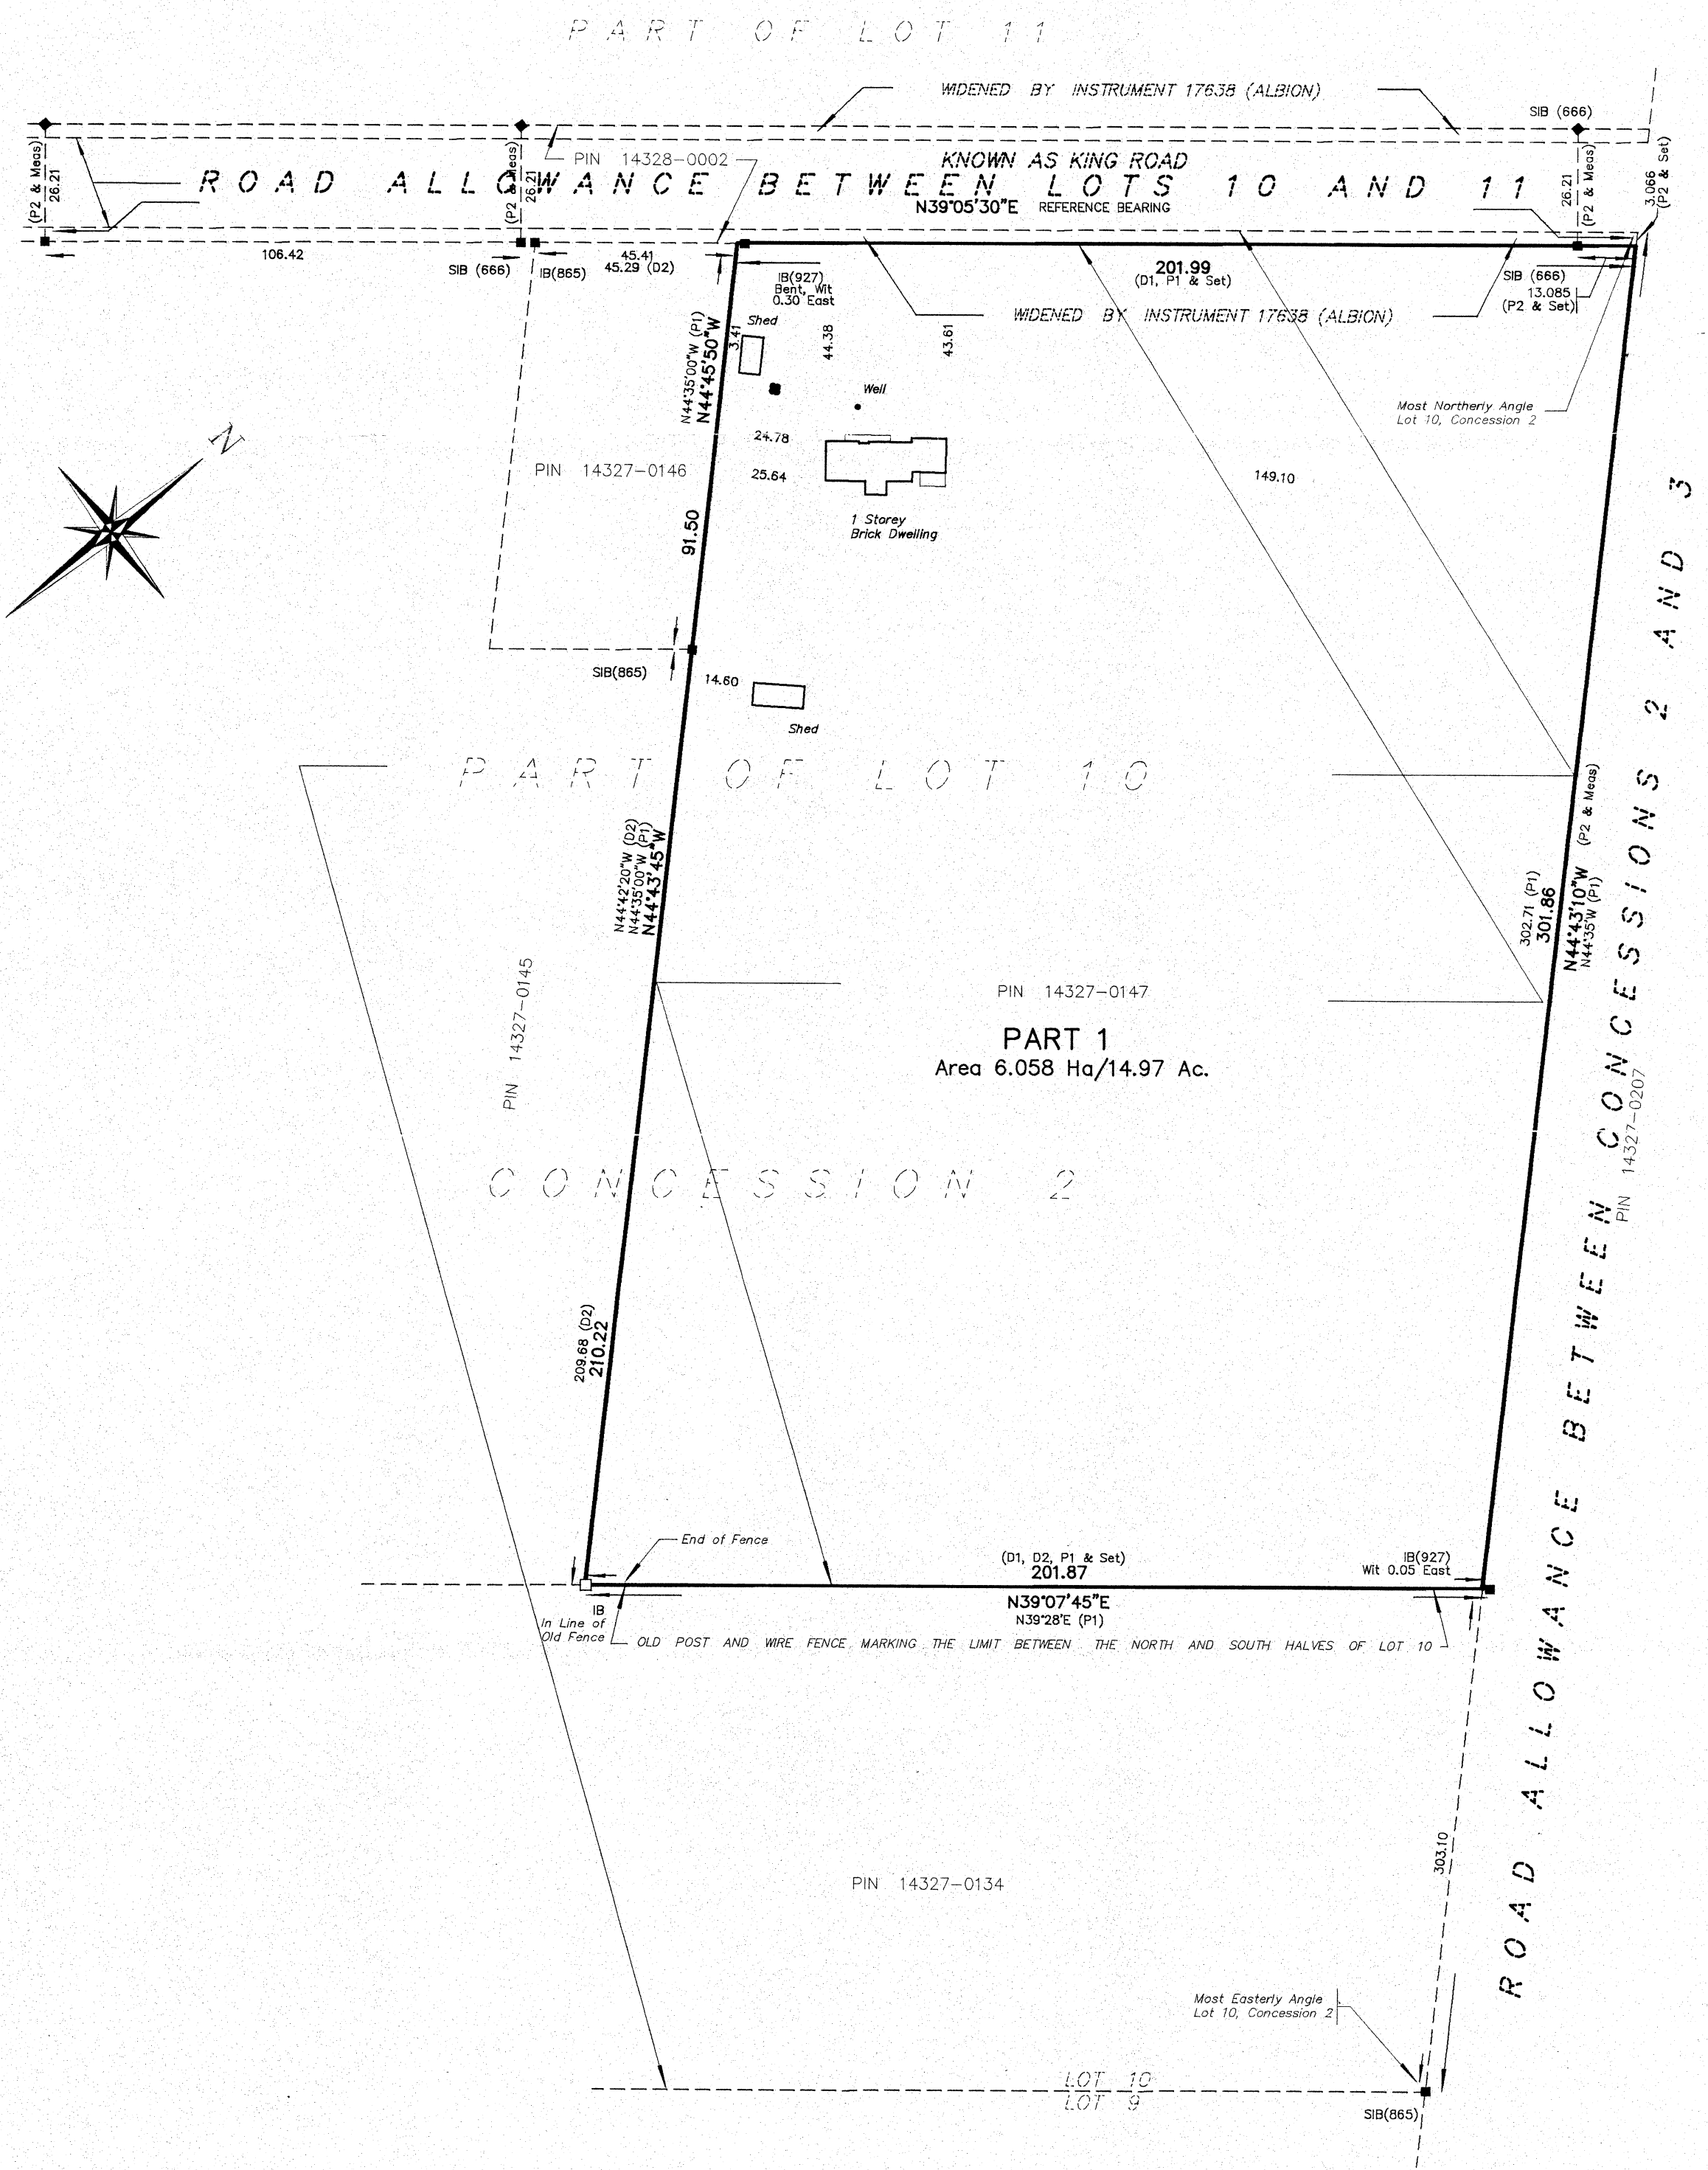 PART OF LOT 11
WIDENED BY INSTRUMENT 17638 (ALBION)
SIB (666)
PIN 14328-0002
KNOWN AS KING ROAD
ROAD ALLOWANCE BETWEEN LOTS 10 AND 11
N39°05'30"E REFERENCE BEARING
(P2 & Meas)
26.21
(P2 & Meas)
26.21
26.21
(P2 & Meas)
3.066
(P2 & Set)
106.42
SIB (666)
IB(865)
45.41
45.29 (D2)
IB(927)
Bent, Wit
0.30 East
201.99
(D1, P1 & Set)
SIB (666)
13.085
(P2 & Set)
WIDENED BY INSTRUMENT 17638 (ALBION)
Shed
3.41
44.38
43.61
N44°35'00"W (P1)
N44°45'50"W
Well
Most Northerly Angle
Lot 10, Concession 2
N
24.78
25.64
PIN 14327-0146
149.10
1 Storey
Brick Dwelling
91.50
SIB(865)
14.60
Shed
PART OF LOT 10
N44°42'20"W (D2)
N44°35'00"W (P1)
N44°43'45"W
302.71 (P1)
301.86
N44°43'10"W (P2 & Meas)
N44°35'W (P1)
PIN 14327-0145
PIN 14327-0147
PART 1
Area 6.058 Ha/14.97 Ac.
PIN 14327-0207
CONCESSION 2
ROAD ALLOWANCE BETWEEN CONCESSIONS 2 AND 3
209.68 (D2)
210.22
End of Fence
(D1, D2, P1 & Set)
201.87
IB(927)
Wit 0.05 East
N39°07'45"E
N39°28'E (P1)
IB
In Line of
Old Fence
OLD POST AND WIRE FENCE MARKING THE LIMIT BETWEEN THE NORTH AND SOUTH HALVES OF LOT 10
303.10
PIN 14327-0134
Most Easterly Angle
Lot 10, Concession 2
LOT 10
LOT 9
SIB(865)